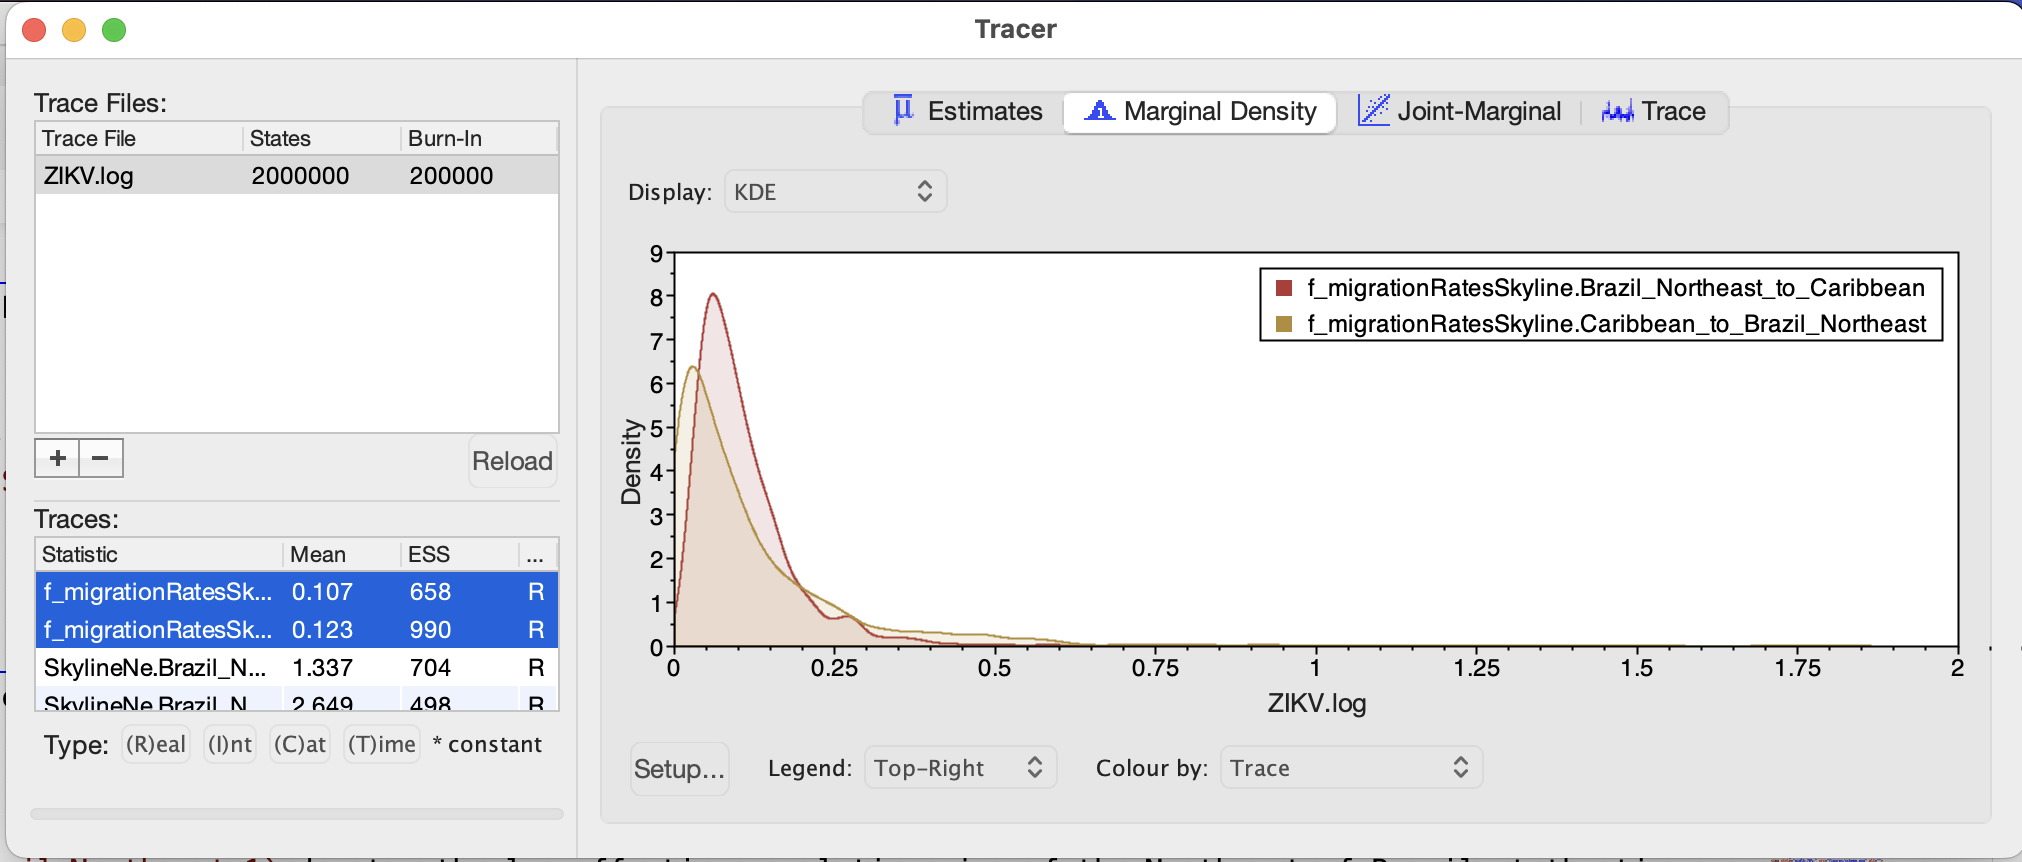 Tracer
Trace Files:
Trace File States Burn-In
ZIKV.log 2000000 200000
+ −
Reload
Traces:
Statistic Mean ESS ...
f_migrationRatesSk... 0.107 658 R
f_migrationRatesSk... 0.123 990 R
SkylineNe.Brazil_N... 1.337 704 R
SkylineNe.Brazil_N 2.649 498 R
Type: (R)eal (I)nt (C)at (T)ime * constant
Estimates Marginal Density Joint-Marginal Trace
Display: KDE
9
8
7
6
5
4
3
2
1
0
Density
f_migrationRatesSkyline.Brazil_Northeast_to_Caribbean
f_migrationRatesSkyline.Caribbean_to_Brazil_Northeast
0 0.25 0.5 0.75 1 1.25 1.5 1.75 2
ZIKV.log
Setup... Legend: Top-Right Colour by: Trace